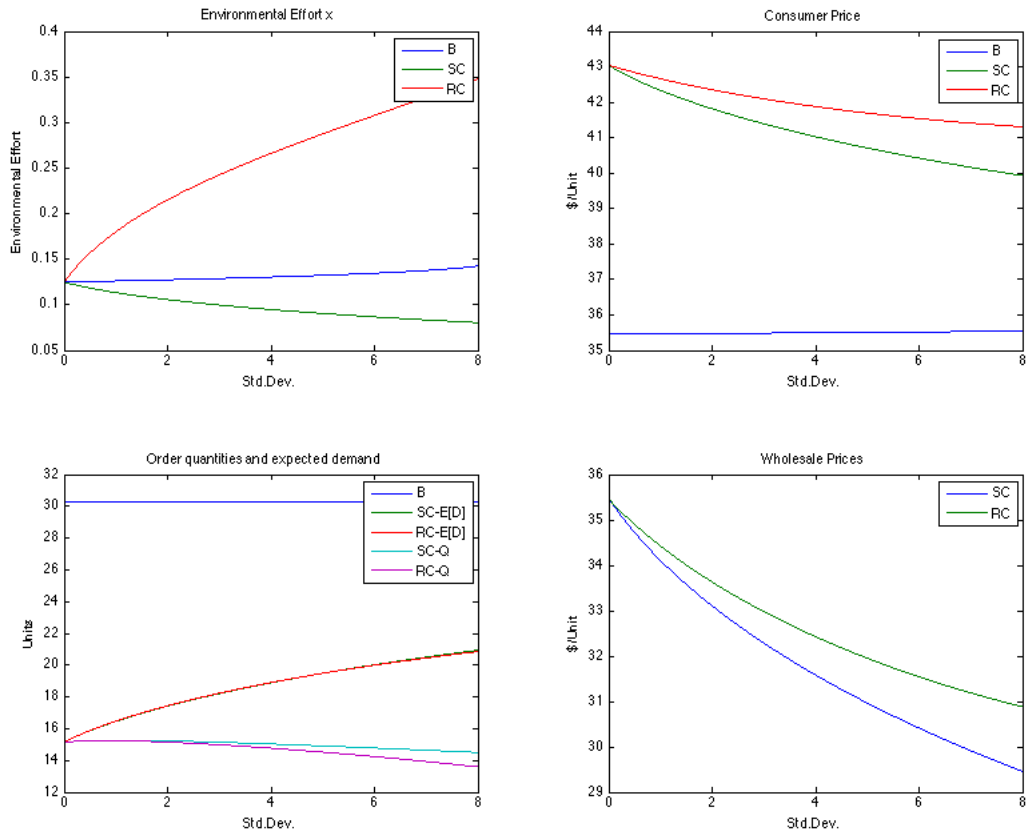 Environmental Effort x
0.4
0.35
0.3
0.25
0.2
0.15
0.1
0.05
Environmental Effort
0
2
4
6
8
Std.Dev.
B
SC
RC
Consumer Price
44
43
42
41
40
39
38
37
36
35
$/Unit
0
2
4
6
8
Std.Dev.
B
SC
RC
Order quantities and expected demand
32
30
28
26
24
22
20
18
16
14
12
Units
0
2
4
6
8
Std.Dev.
B
SC-E[D]
RC-E[D]
SC-Q
RC-Q
Wholesale Prices
36
35
34
33
32
31
30
29
$/Unit
0
2
4
6
8
Std.Dev.
SC
RC